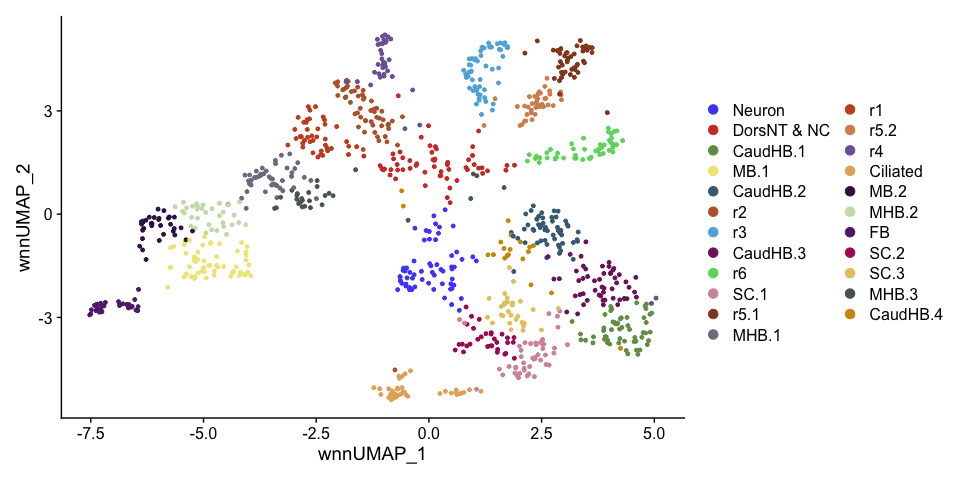 3
0
-3
wnnUMAP_2
-7.5 -5.0 -2.5 0.0 2.5 5.0
wnnUMAP_1
Neuron
DorsNT & NC
CaudHB.1
MB.1
CaudHB.2
r2
r3
CaudHB.3
r6
SC.1
r5.1
MHB.1
r1
r5.2
r4
Ciliated
MB.2
MHB.2
FB
SC.2
SC.3
MHB.3
CaudHB.4